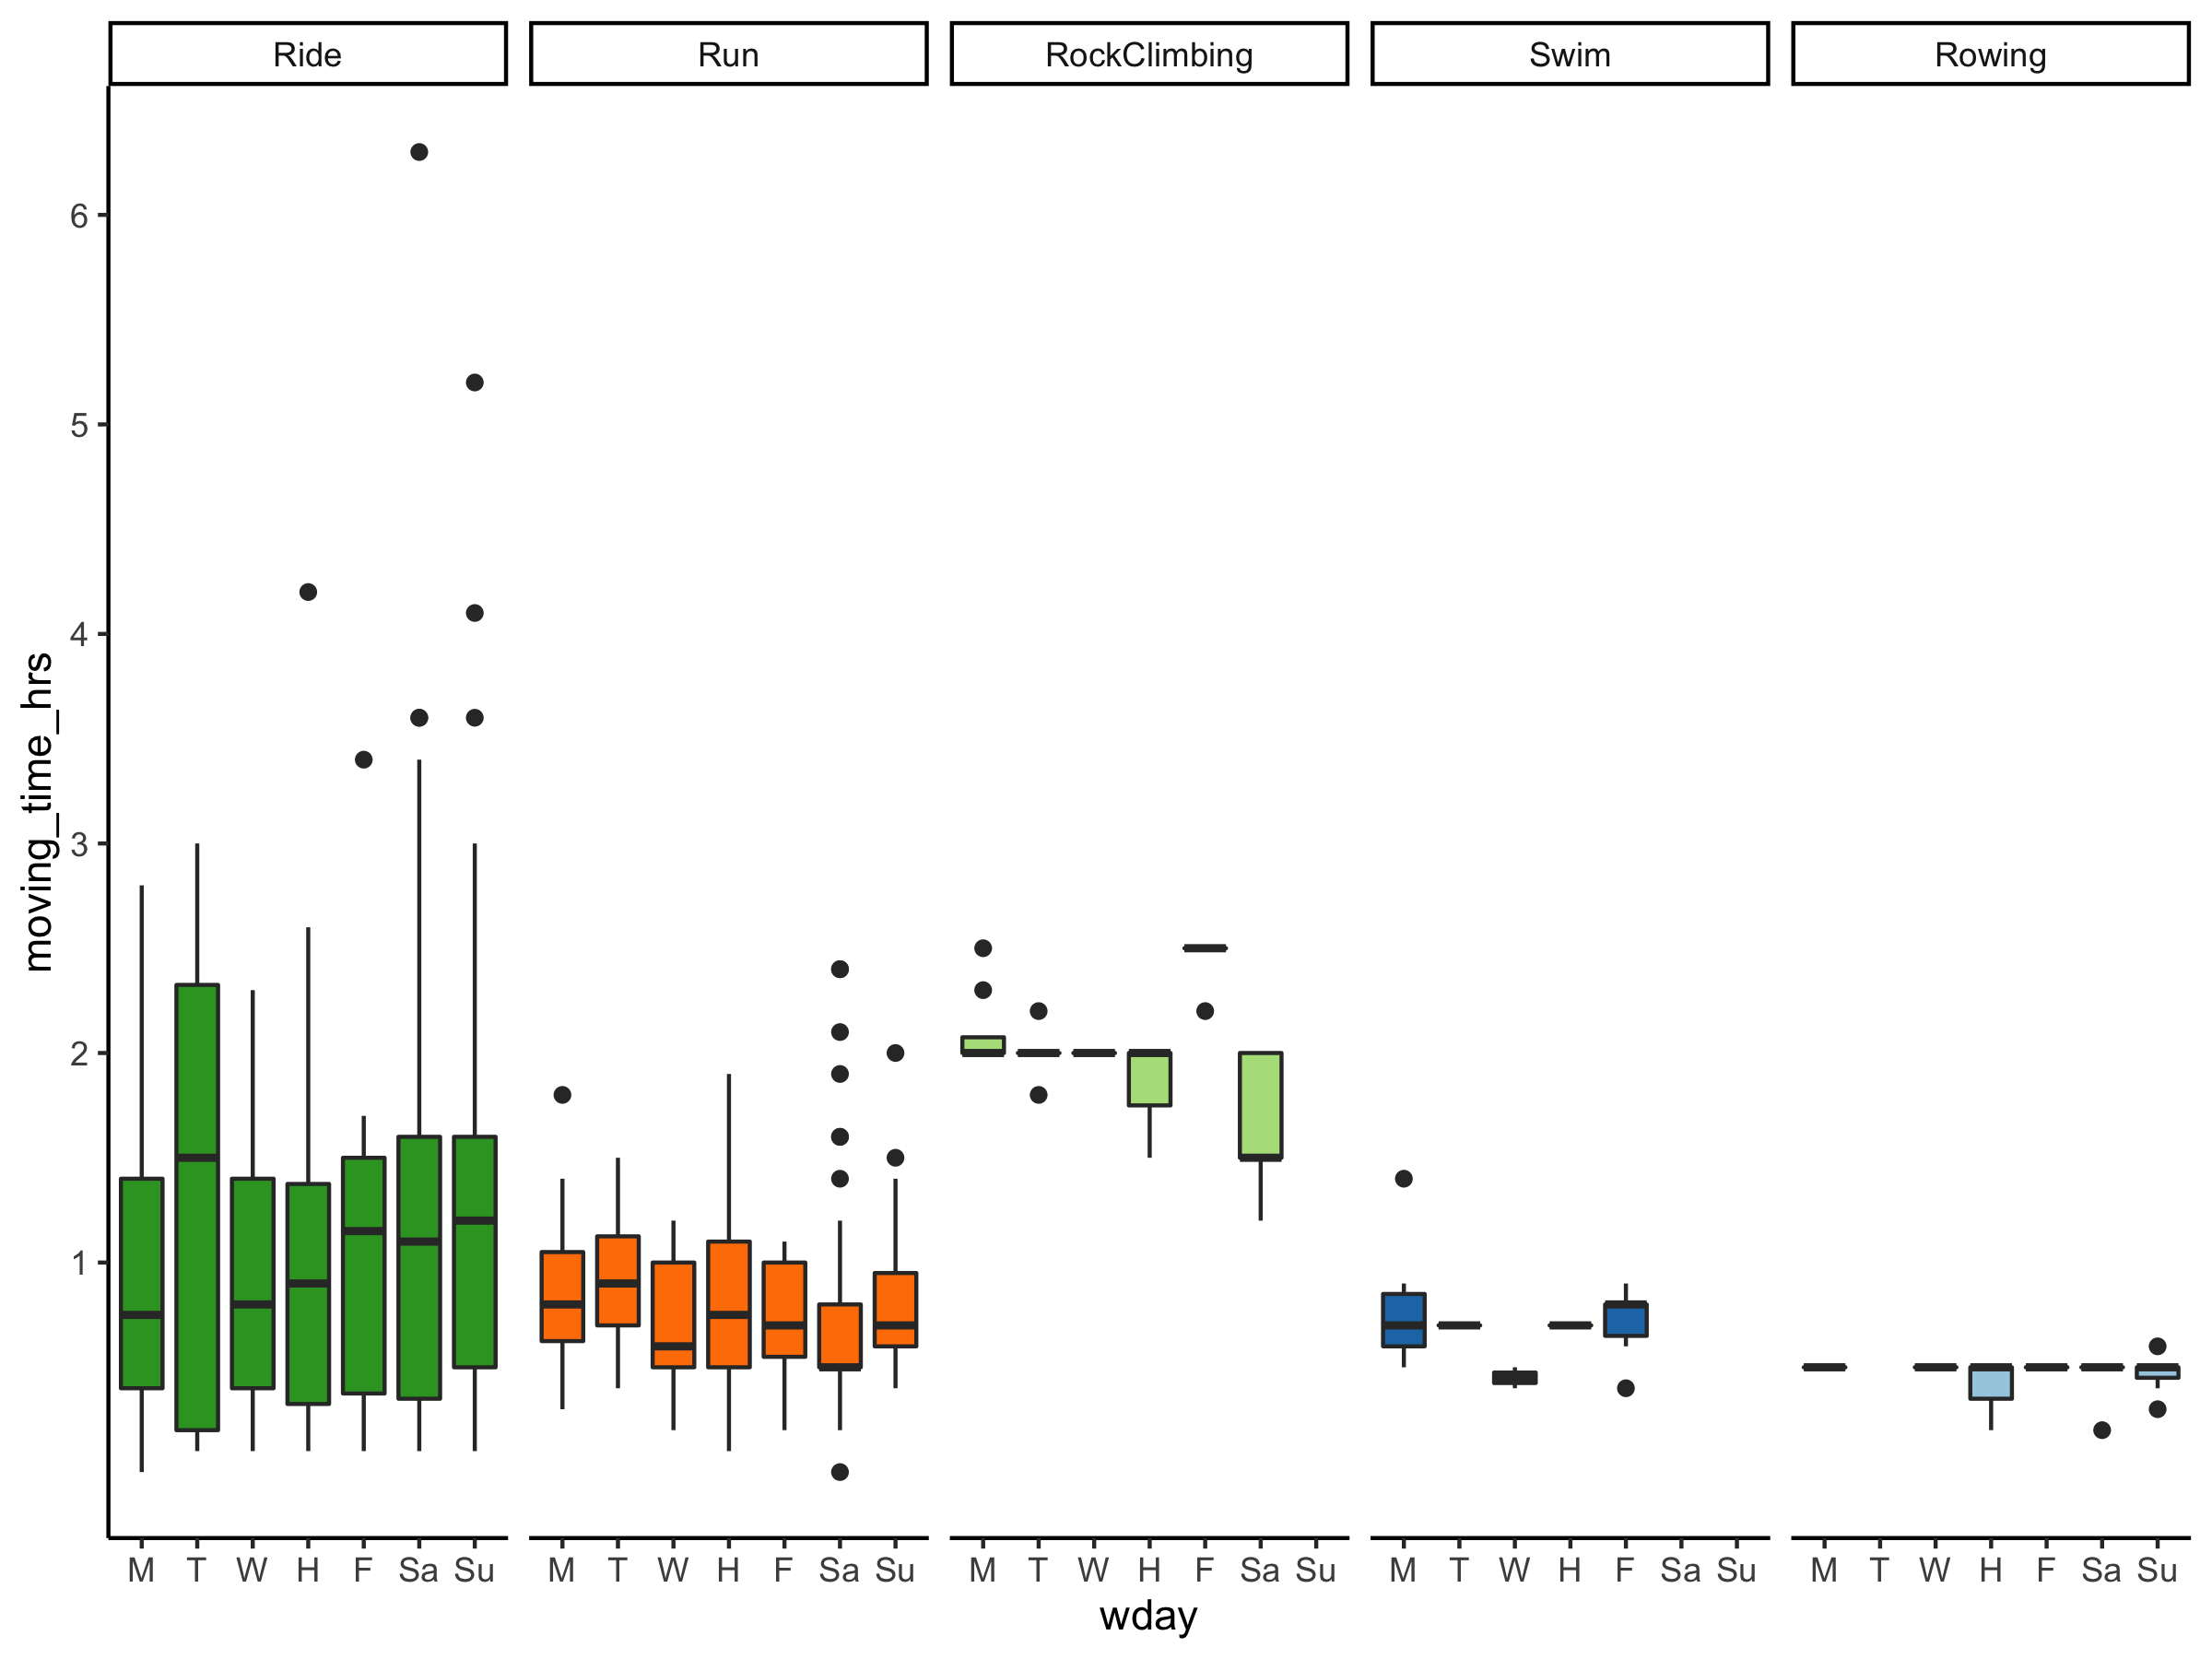 Ride Run RockClimbing Swim Rowing
6
5
4
3
2
1
moving_time_hrs
M T W H F Sa Su M T W H F Sa Su M T W H F Sa Su M T W H F Sa Su M T W H F Sa Su
wday